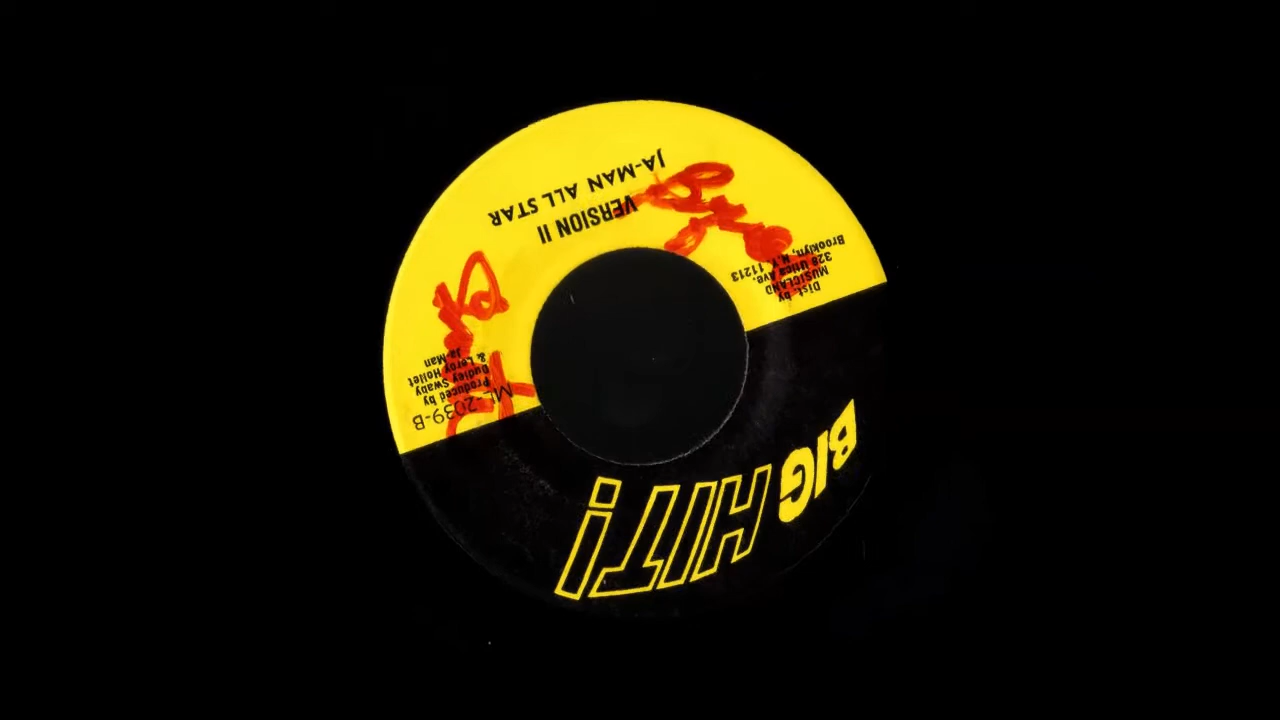 BIG HIT!
ML-2039-B
Produced by
Dudley Swaby
& Leroy Hollet
Ja-Man
Dist. by
MUSICLAND
328 Utica Ave.
Brooklyn, N.Y. 11213
VERSION II
JA-MAN ALL STAR